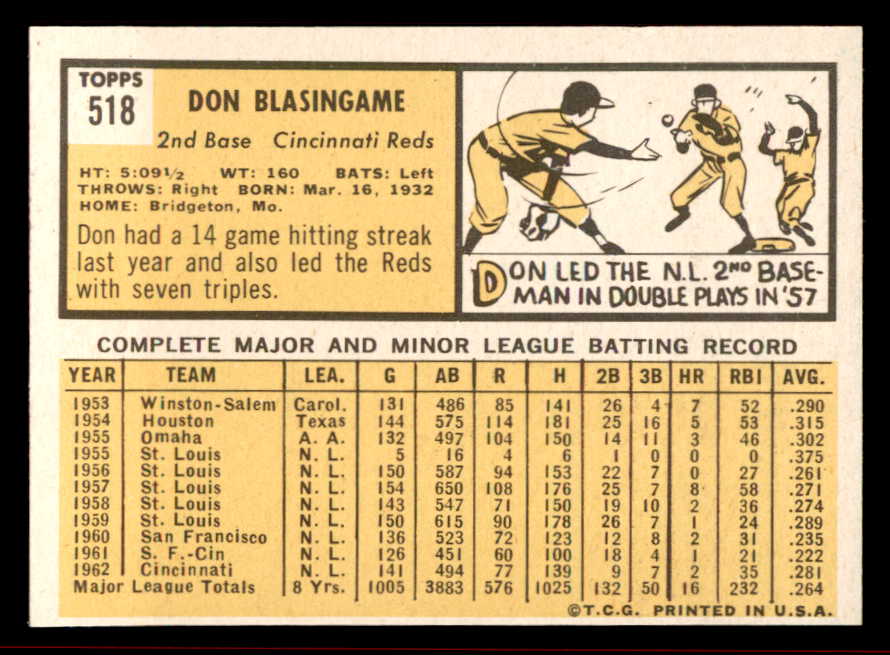 TOPPS
518
DON BLASINGAME
2nd Base Cincinnati Reds
HT: 5:09½ WT: 160 BATS: Left
THROWS: Right BORN: Mar. 16, 1932
HOME: Bridgeton, Mo.
Don had a 14 game hitting streak
last year and also led the Reds
with seven triples.
DON LED THE N.L. 2ND BASE-
MAN IN DOUBLE PLAYS IN '57
COMPLETE MAJOR AND MINOR LEAGUE BATTING RECORD
YEAR TEAM LEA. G AB R H 2B 3B HR RBI AVG.
1953 Winston-Salem Carol. 131 486 85 141 26 4 7 52 .290
1954 Houston Texas 144 575 114 181 25 16 5 53 .315
1955 Omaha A. A. 132 497 104 150 14 11 3 46 .302
1955 St. Louis N. L. 5 16 4 6 1 0 0 0 .375
1956 St. Louis N. L. 150 587 94 153 22 7 0 27 .261
1957 St. Louis N. L. 154 650 108 176 25 7 8 58 .271
1958 St. Louis N. L. 143 547 71 150 19 10 2 36 .274
1959 St. Louis N. L. 150 615 90 178 26 7 1 24 .289
1960 San Francisco N. L. 136 523 72 123 12 8 2 31 .235
1961 S. F.-Cin N. L. 126 451 60 100 18 4 1 21 .222
1962 Cincinnati N. L. 141 494 77 139 9 7 2 35 .281
Major League Totals 8 Yrs. 1005 3883 576 1025 132 50 16 232 .264
©T.C.G. PRINTED IN U.S.A.